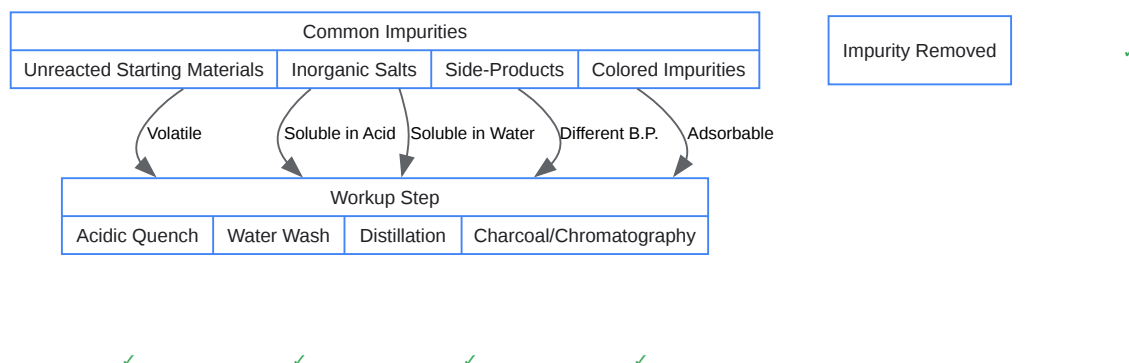 Common Impurities
Unreacted Starting Materials Inorganic Salts Side-Products Colored Impurities
Impurity Removed
✓
Volatile Soluble in Acid Soluble in Water Different B.P. Adsorbable
Workup Step
Acidic Quench Water Wash Distillation Charcoal/Chromatography
✓ ✓ ✓ ✓